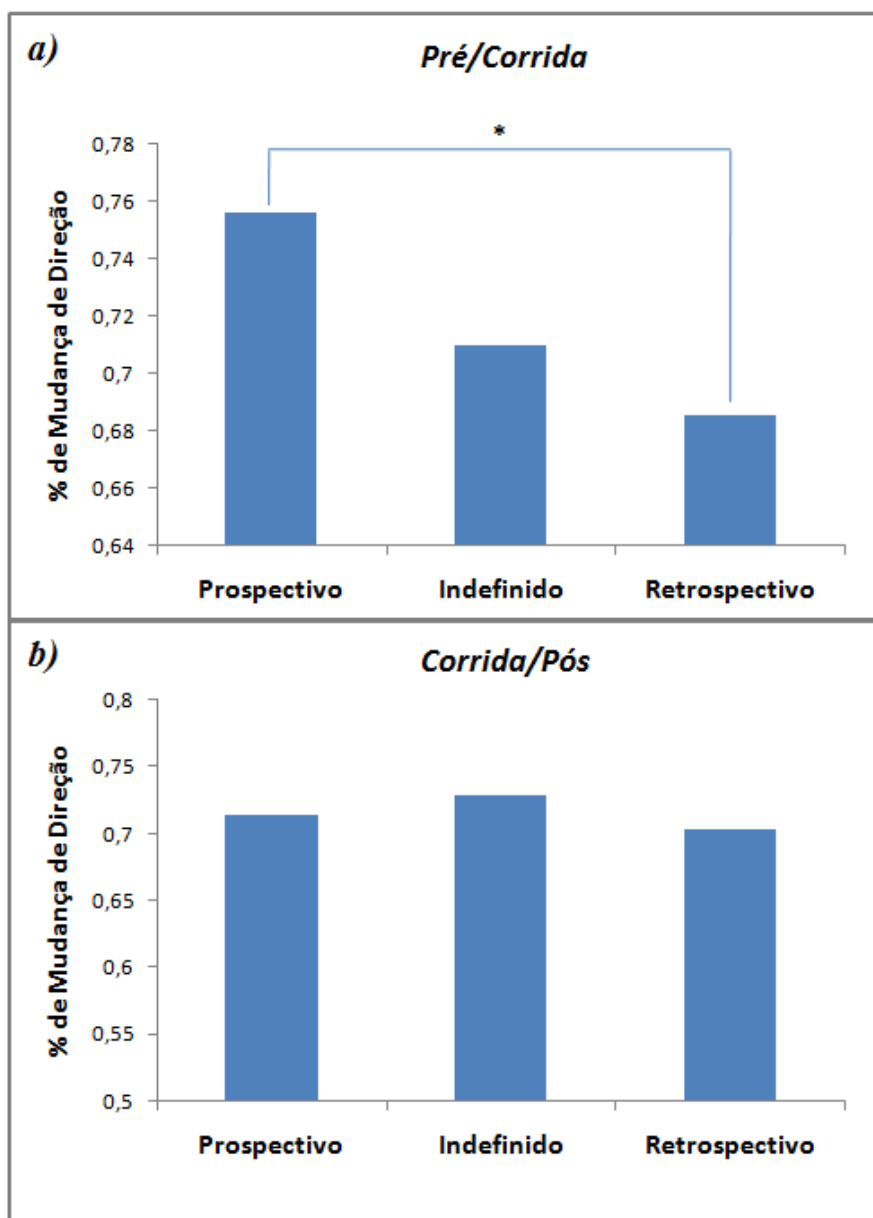 a)
Pré/Corrida
*
% de Mudança de Direção
0,78
0,76
0,74
0,72
0,7
0,68
0,66
0,64
Prospectivo Indefinido Retrospectivo
b)
Corrida/Pós
% de Mudança de Direção
0,8
0,75
0,7
0,65
0,6
0,55
0,5
Prospectivo Indefinido Retrospectivo